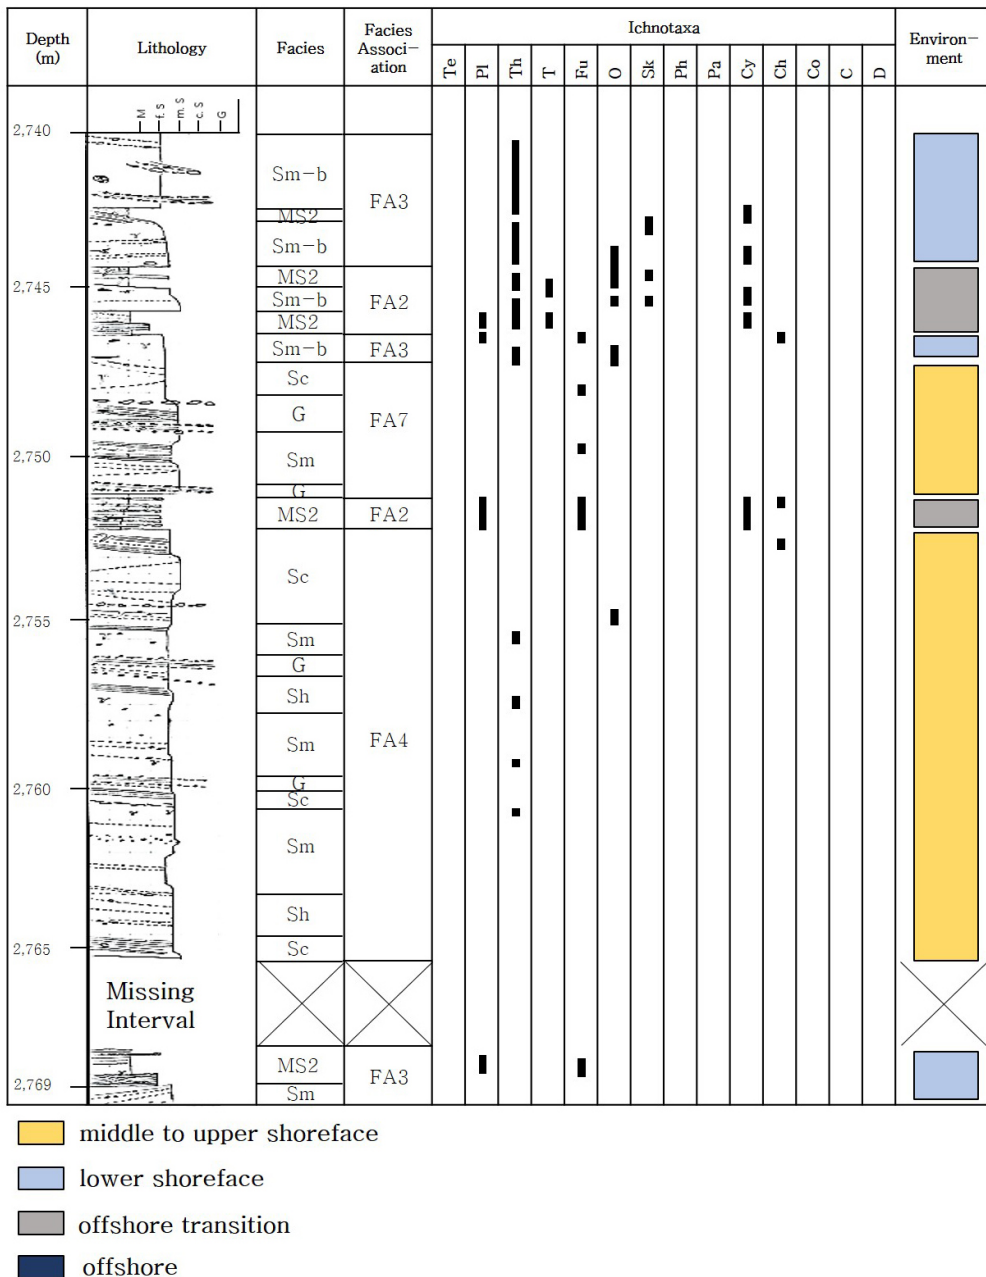 Depth
(m)
Lithology
Facies
Facies
Associ-
ation
Ichnotaxa
Te
Pl
Th
T
Fu
O
Sk
Ph
Pa
Cy
Ch
Co
C
D
Environ-
ment
M
f. S
m. S
c. S
G
2,740
2,745
2,750
2,755
2,760
2,765
2,769
Missing
Interval
Sm-b
MS2
Sm-b
MS2
Sm-b
MS2
Sm-b
Sc
G
Sm
G
MS2
Sc
Sm
G
Sh
Sm
G
Sc
Sm
Sh
Sc
MS2
Sm
FA3
FA2
FA3
FA7
FA2
FA4
FA3
middle to upper shoreface
lower shoreface
offshore transition
offshore